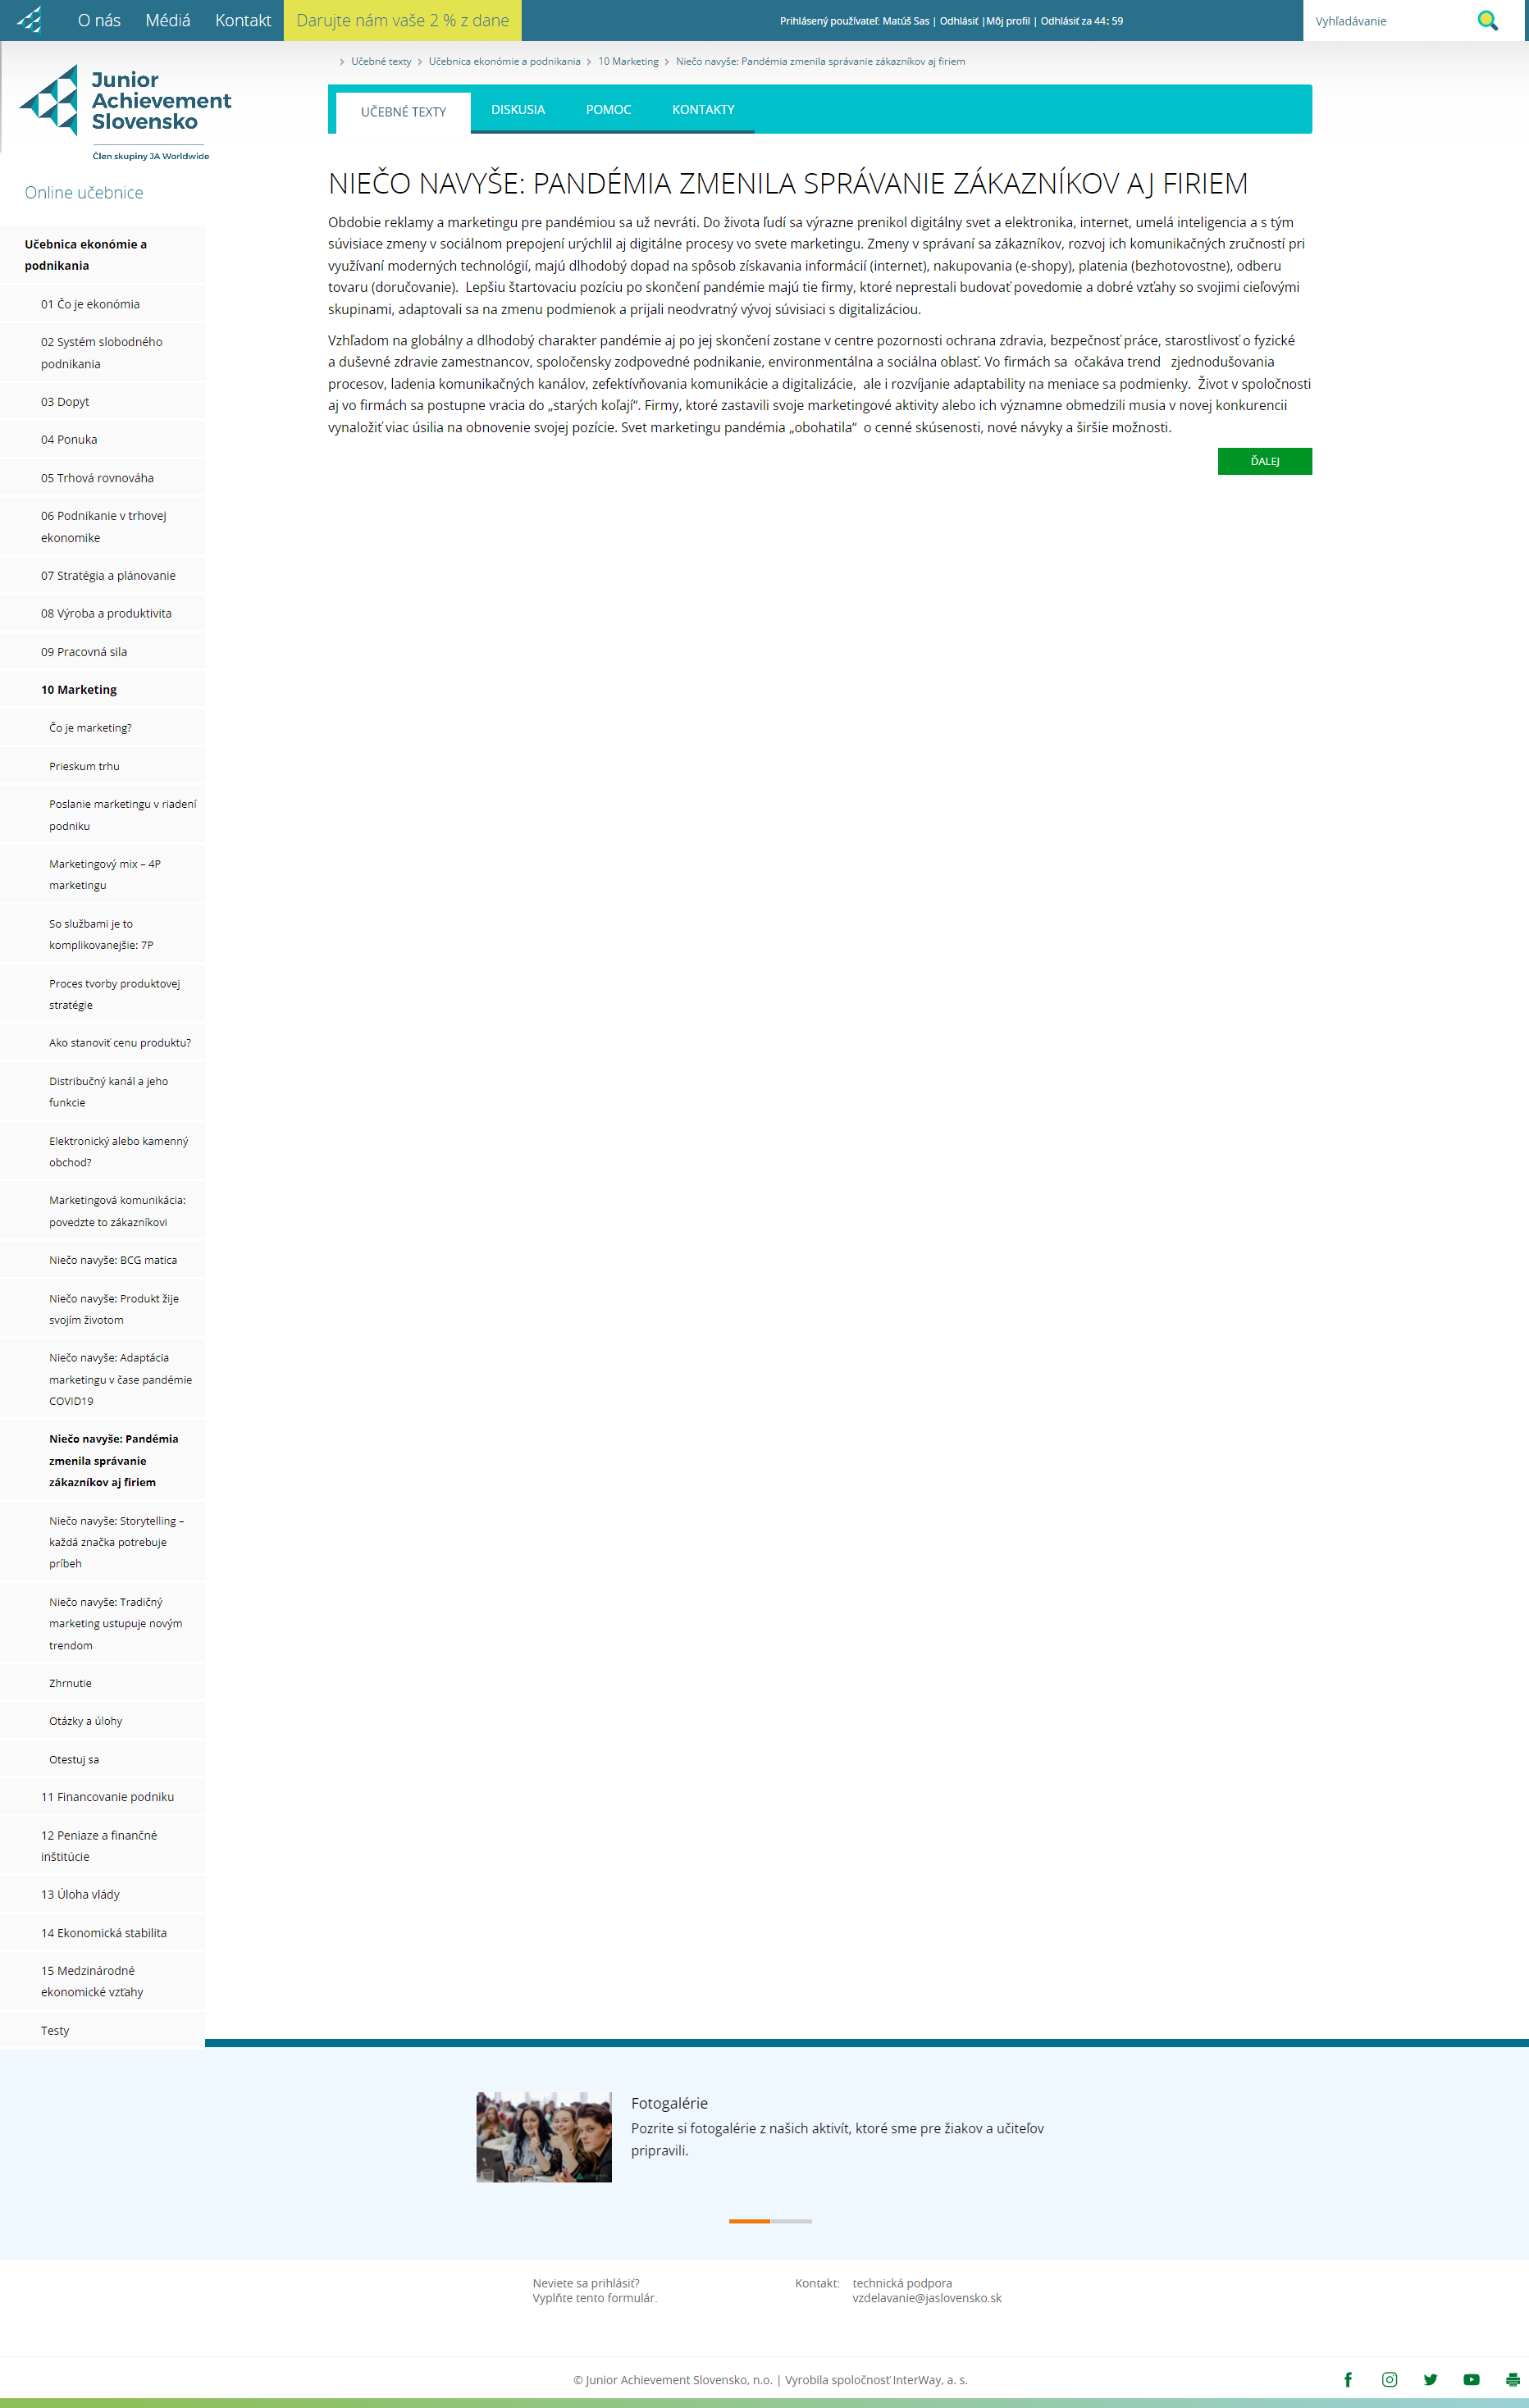 O nás Médiá Kontakt Darujte nám vaše 2 % z dane Prihlásený používateľ: Matúš Sas | Odhlásiť |Môj profil | Odhlásiť za 44: 59 Vyhľadávanie
Junior
Achievement
Slovensko
Člen skupiny JA Worldwide
Učebné texty Učebnica ekonómie a podnikania 10 Marketing Niečo navyše: Pandémia zmenila správanie zákazníkov aj firiem
UČEBNÉ TEXTY DISKUSIA POMOC KONTAKTY
Online učebnice
Učebnica ekonómie a
podnikania
01 Čo je ekonómia
02 Systém slobodného
podnikania
03 Dopyt
04 Ponuka
05 Trhová rovnováha
06 Podnikanie v trhovej
ekonomike
07 Stratégia a plánovanie
08 Výroba a produktivita
09 Pracovná sila
10 Marketing
Čo je marketing?
Prieskum trhu
Poslanie marketingu v riadení
podniku
Marketingový mix – 4P
marketingu
So službami je to
komplikovanejšie: 7P
Proces tvorby produktovej
stratégie
Ako stanoviť cenu produktu?
Distribučný kanál a jeho
funkcie
Elektronický alebo kamenný
obchod?
Marketingová komunikácia:
povedzte to zákazníkovi
Niečo navyše: BCG matica
Niečo navyše: Produkt žije
svojím životom
Niečo navyše: Adaptácia
marketingu v čase pandémie
COVID19
Niečo navyše: Pandémia
zmenila správanie
zákazníkov aj firiem
Niečo navyše: Storytelling –
každá značka potrebuje
príbeh
Niečo navyše: Tradičný
marketing ustupuje novým
trendom
Zhrnutie
Otázky a úlohy
Otestuj sa
11 Financovanie podniku
12 Peniaze a finančné
inštitúcie
13 Úloha vlády
14 Ekonomická stabilita
15 Medzinárodné
ekonomické vzťahy
Testy
NIEČO NAVYŠE: PANDÉMIA ZMENILA SPRÁVANIE ZÁKAZNÍKOV AJ FIRIEM
Obdobie reklamy a marketingu pre pandémiou sa už nevráti. Do života ľudí sa výrazne prenikol digitálny svet a elektronika, internet, umelá inteligencia a s tým
súvisiace zmeny v sociálnom prepojení urýchlil aj digitálne procesy vo svete marketingu. Zmeny v správaní sa zákazníkov, rozvoj ich komunikačných zručností pri
využívaní moderných technológií, majú dlhodobý dopad na spôsob získavania informácií (internet), nakupovania (e-shopy), platenia (bezhotovostne), odberu
tovaru (doručovanie). Lepšiu štartovaciu pozíciu po skončení pandémie majú tie firmy, ktoré neprestali budovať povedomie a dobré vzťahy so svojimi cieľovými
skupinami, adaptovali sa na zmenu podmienok a prijali neodvratný vývoj súvisiaci s digitalizáciou.
Vzhľadom na globálny a dlhodobý charakter pandémie aj po jej skončení zostane v centre pozornosti ochrana zdravia, bezpečnosť práce, starostlivosť o fyzické
a duševné zdravie zamestnancov, spoločensky zodpovedné podnikanie, environmentálna a sociálna oblasť. Vo firmách sa očakáva trend zjednodušovania
procesov, ladenia komunikačných kanálov, zefektívňovania komunikácie a digitalizácie, ale i rozvíjanie adaptability na meniace sa podmienky. Život v spoločnosti
aj vo firmách sa postupne vracia do „starých koľají“. Firmy, ktoré zastavili svoje marketingové aktivity alebo ich významne obmedzili musia v novej konkurencii
vynaložiť viac úsilia na obnovenie svojej pozície. Svet marketingu pandémia „obohatila“ o cenné skúsenosti, nové návyky a širšie možnosti.
ĎALEJ
Fotogalérie
Pozrite si fotogalérie z našich aktivít, ktoré sme pre žiakov a učiteľov
pripravili.
Neviete sa prihlásiť? Kontakt: technická podpora
Vyplňte tento formulár. vzdelavanie@jaslovensko.sk
© Junior Achievement Slovensko, n.o. | Vyrobila spoločnosť InterWay, a. s.